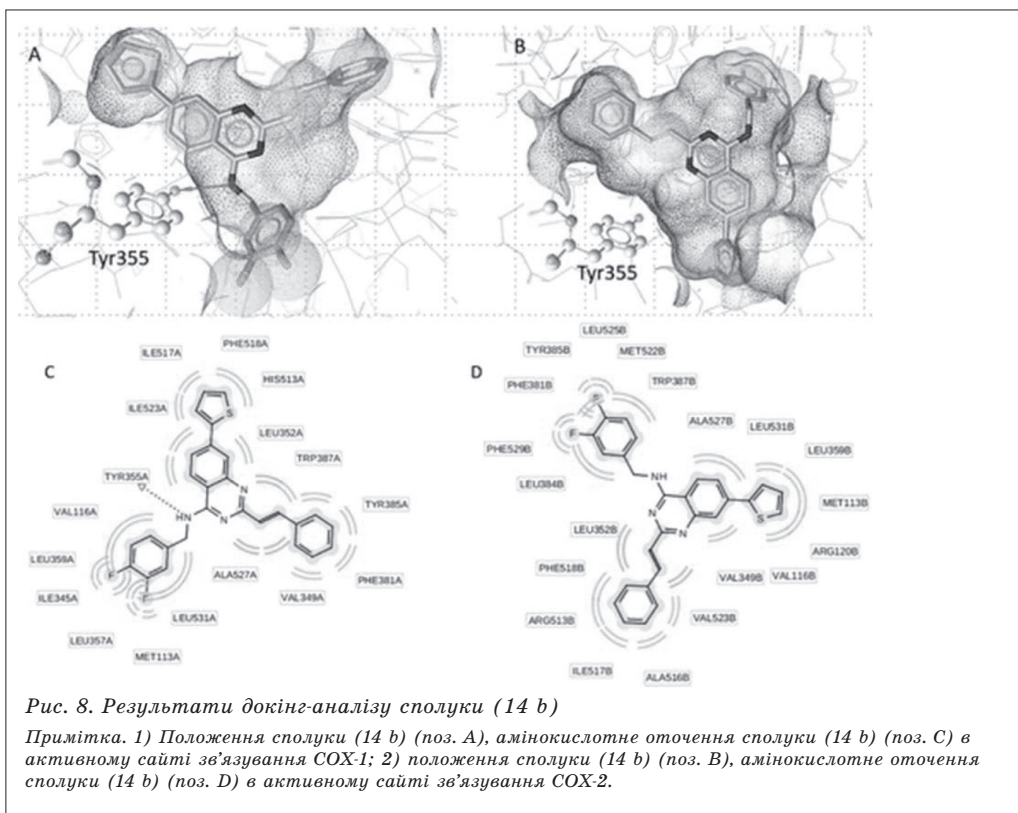 A
B
Tyr355
Tyr355
C
ILE517A
PHE518A
HIS513A
ILE523A
LEU352A
TRP387A
TYR355A
TYR385A
VAL116A
HN
N
N
S
LEU359A
ALA527A
PHE381A
F
ILE345A
F
VAL349A
LEU531A
LEU357A
MET113A
D
LEU525B
TYR385B
MET522B
PHE381B
TRP387B
F
F
ALA527B
LEU531B
PHE529B
LEU359B
LEU384B
NH
MET113B
S
LEU352B
N
N
ARG120B
PHE518B
VAL349B VAL116B
ARG513B
VAL523B
ILE517B
ALA516B
Рис. 8. Результати докінг-аналізу сполуки (14 b)
Примітка. 1) Положення сполуки (14 b) (поз. А), амінокислотне оточення сполуки (14 b) (поз. С) в
активному сайті зв’язування COX-1; 2) положення сполуки (14 b) (поз. B), амінокислотне оточення
сполуки (14 b) (поз. D) в активному сайті зв’язування COX-2.